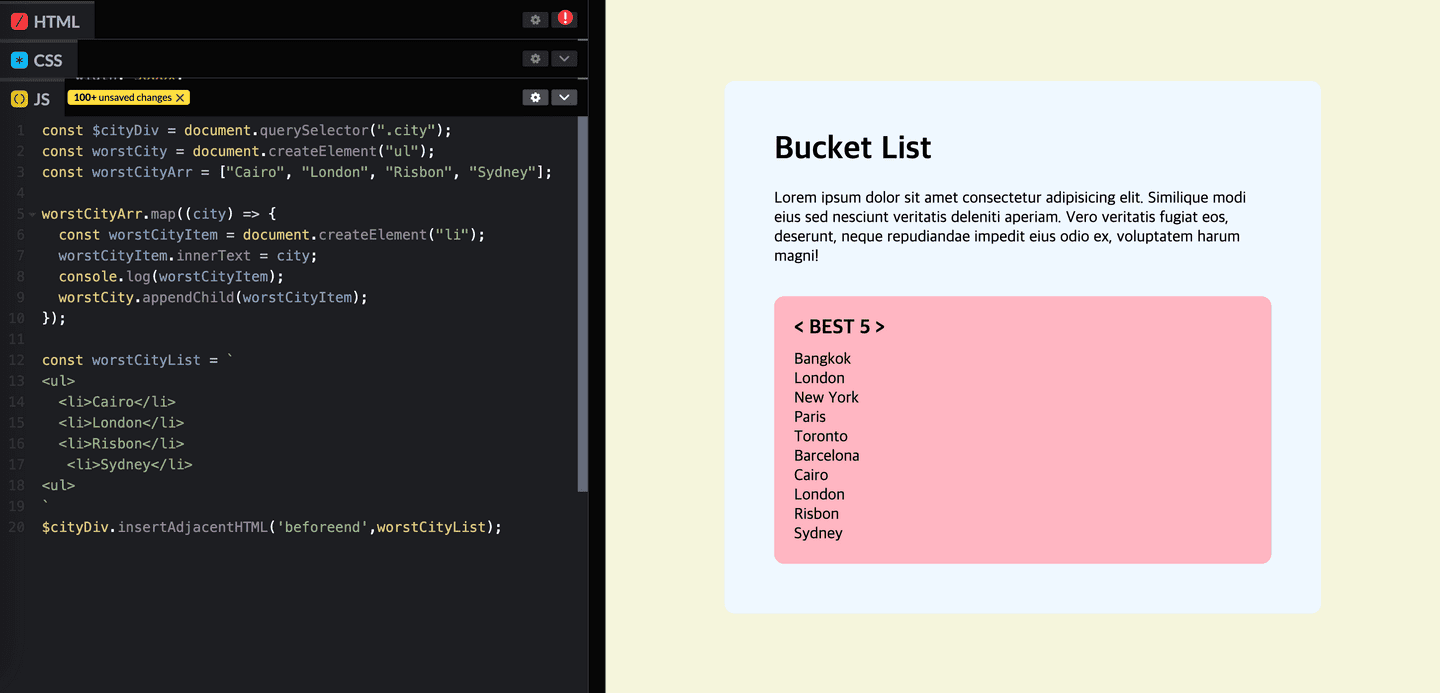 HTML
CSS
JS
100+ unsaved changes
1 const $cityDiv = document.querySelector(".city");
2 const worstCity = document.createElement("ul");
3 const worstCityArr = ["Cairo", "London", "Risbon", "Sydney"];
4
5 worstCityArr.map((city) => {
6   const worstCityItem = document.createElement("li");
7   worstCityItem.innerText = city;
8   console.log(worstCityItem);
9   worstCity.appendChild(worstCityItem);
10 });
11
12 const worstCityList = `
13 <ul>
14   <li>Cairo</li>
15   <li>London</li>
16   <li>Risbon</li>
17    <li>Sydney</li>
18 <ul>
19 `
20 $cityDiv.insertAdjacentHTML('beforeend',worstCityList);
Bucket List
Lorem ipsum dolor sit amet consectetur adipisicing elit. Similique modi
eius sed nesciunt veritatis deleniti aperiam. Vero veritatis fugiat eos,
deserunt, neque repudiandae impedit eius odio ex, voluptatem harum
magni!
< BEST 5 >
Bangkok
London
New York
Paris
Toronto
Barcelona
Cairo
London
Risbon
Sydney